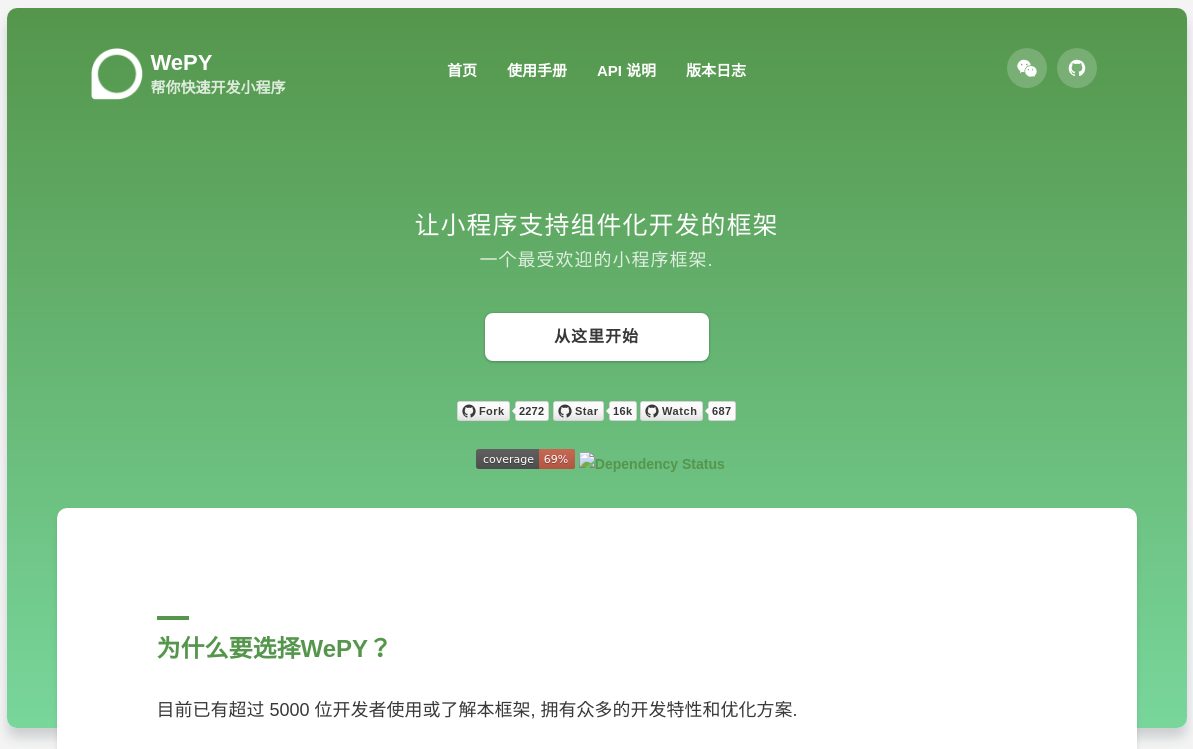 WePY
帮你快速开发小程序
首页 使用手册 API 说明 版本日志
让小程序支持组件化开发的框架
一个最受欢迎的小程序框架.
从这里开始
Fork 2272 Star 16k Watch 687
coverage 69% Dependency Status
为什么要选择WePY？
目前已有超过 5000 位开发者使用或了解本框架, 拥有众多的开发特性和优化方案.